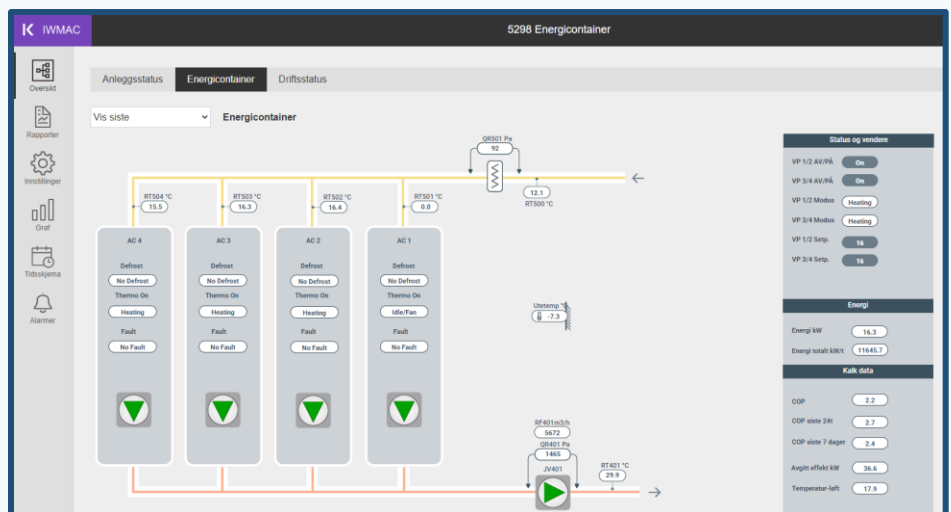 IWMAC
5298 Energicontainer
Oversikt
Rapporter
Innstillinger
Graf
Tidsskjema
Alarmer
Anleggsstatus Energicontainer Driftsstatus
Vis siste Energicontainer
QR501 Pa
92
12.1
RT500 °C
RT504 °C RT503 °C RT502 °C RT501 °C
15.5 16.3 16.4 0.0
AC 4 AC 3 AC 2 AC 1
Defrost Defrost Defrost Defrost
No Defrost No Defrost No Defrost No Defrost
Thermo On Thermo On Thermo On Thermo On
Heating Heating Heating Idle/Fan
Fault Fault Fault Fault
No Fault No Fault No Fault No Fault
Utetemp °C
-7.3
RF401m3/h
5672
QR401 Pa
1465
JV401
RT401 °C
29.9
Status og vendere
VP 1/2 AV/PÅ On
VP 3/4 AV/PÅ On
VP 1/2 Modus Heating
VP 3/4 Modus Heating
VP 1/2 Setp. 16
VP 3/4 Setp. 16
Energi
Energi kW 16.3
Energi totalt kW/t 11645.7
Kalk data
COP 2.2
COP siste 24t 2.7
COP siste 7 dager 2.4
Avgitt effekt kW 36.6
Temperatur-løft 17.9